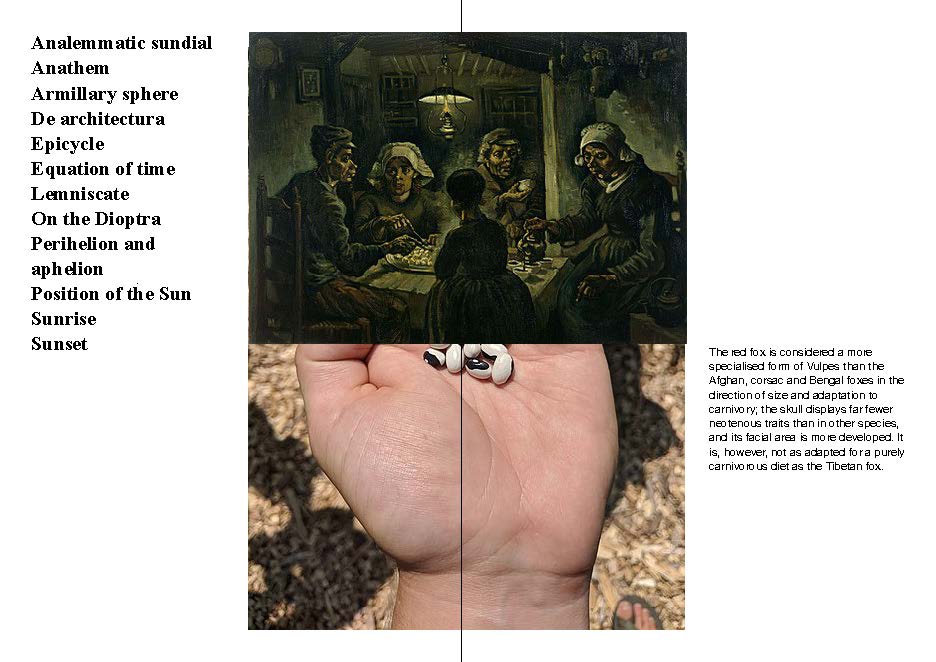 Analemmatic sundial
Anathem
Armillary sphere
De architectura
Epicycle
Equation of time
Lemniscate
On the Dioptra
Perihelion and
aphelion
Position of the Sun
Sunrise
Sunset
The red fox is considered a more
specialised form of Vulpes than the
Afghan, corsac and Bengal foxes in the
direction of size and adaptation to
carnivory; the skull displays far fewer
neotenous traits than in other species,
and its facial area is more developed. It
is, however, not as adapted for a purely
carnivorous diet as the Tibetan fox.